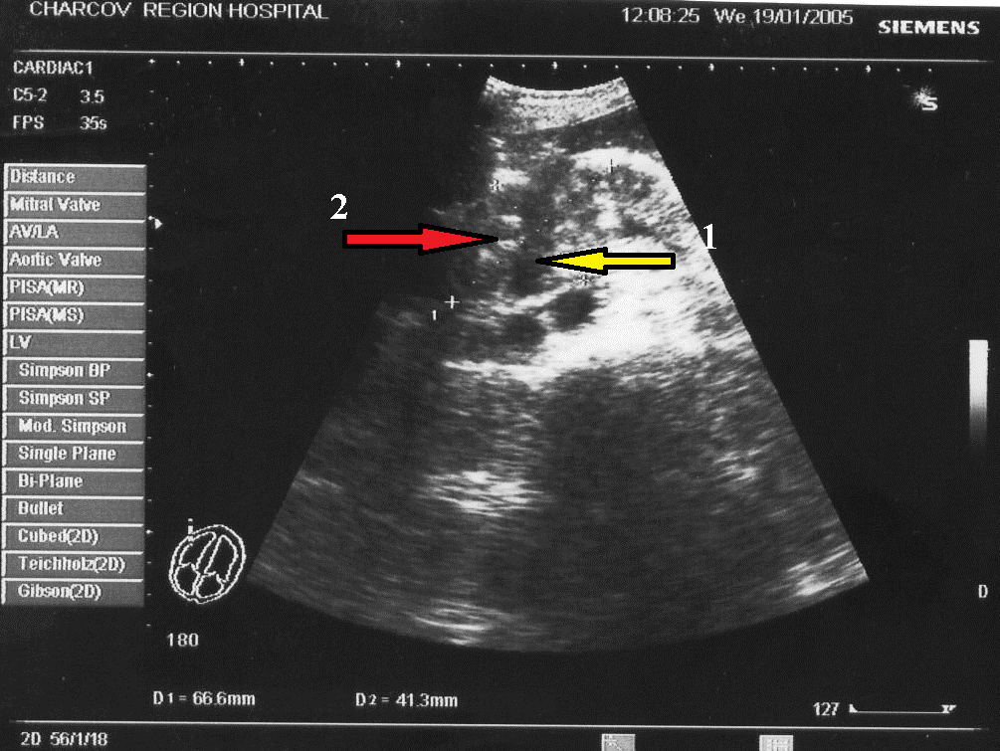 CHARCOV REGION HOSPITAL
12:08:25 We 19/01/2005
SIEMENS
CARDIAC1
C5-2 3.5
FPS 35s
S
Distance
Mitral Valve
AV/LA
Aortic Valve
PISA(MR)
PISA(MS)
LV
Simpson BP
Simpson SP
Mod. Simpson
Single Plane
Bi-Plane
Bullet
Cubed(2D)
Teichholz(2D)
Gibson(2D)
2
1
1
i
D
180
D1 = 66.6mm D2 = 41.3mm
127
2D 56/1/18